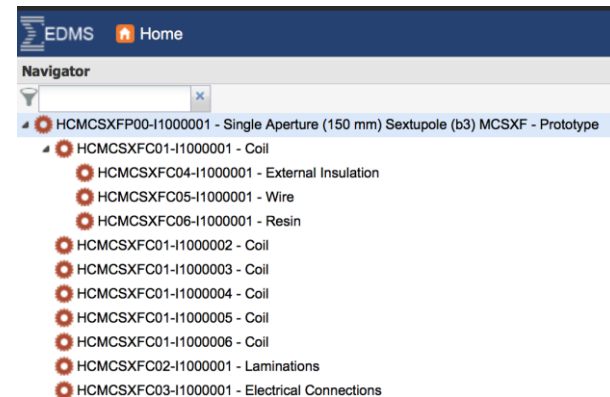 EDMS Home
Navigator
HCMCSXFP00-I1000001 - Single Aperture (150 mm) Sextupole (b3) MCSXF - Prototype
HCMCSXFC01-I1000001 - Coil
HCMCSXFC04-I1000001 - External Insulation
HCMCSXFC05-I1000001 - Wire
HCMCSXFC06-I1000001 - Resin
HCMCSXFC01-I1000002 - Coil
HCMCSXFC01-I1000003 - Coil
HCMCSXFC01-I1000004 - Coil
HCMCSXFC01-I1000005 - Coil
HCMCSXFC01-I1000006 - Coil
HCMCSXFC02-I1000001 - Laminations
HCMCSXFC03-I1000001 - Electrical Connections